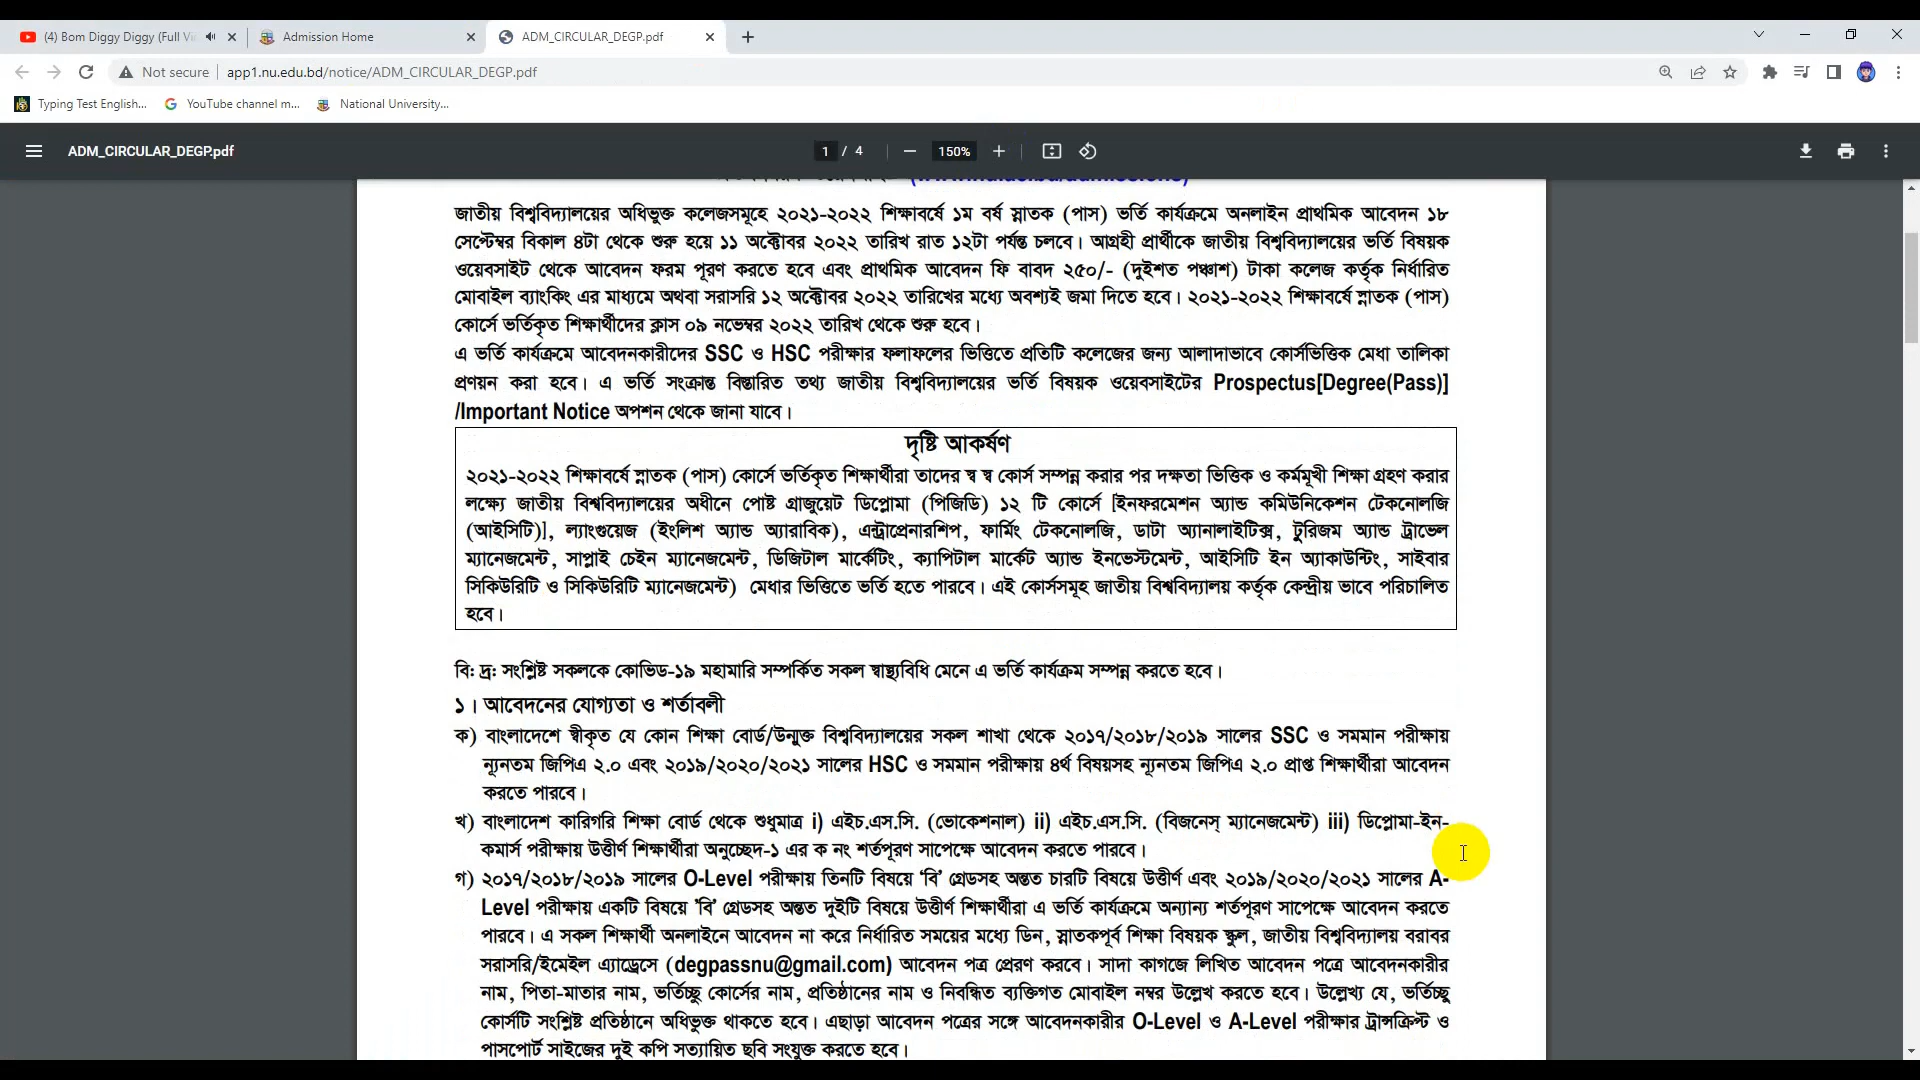 (4) Bom Diggy Diggy (Full Vi
Admission Home
ADM_CIRCULAR_DEGP.pdf
Not secure
app1.nu.edu.bd/notice/ADM_CIRCULAR_DEGP.pdf
Typing Test English...
YouTube channel m...
National University...
ADM_CIRCULAR_DEGP.pdf
1 / 4
150%
জাতীয় বিশ্ববিদ্যালয়ের অধিভুক্ত কলেজসমূহে ২০২১-২০২২ শিক্ষাবর্ষে ১ম বর্ষ স্নাতক (পাস) ভর্তি কার্যক্রমে অনলাইন প্রাথমিক আবেদন ১৮
সেপ্টেম্বর বিকাল ৪টা থেকে শুরু হয়ে ১১ অক্টোবর ২০২২ তারিখ রাত ১২টা পর্যন্ত চলবে। আগ্রহী প্রার্থীকে জাতীয় বিশ্ববিদ্যালয়ের ভর্তি বিষয়ক
ওয়েবসাইট থেকে আবেদন ফরম পূরণ করতে হবে এবং প্রাথমিক আবেদন ফি বাবদ ২৫০/- (দুইশত পঞ্চাশ) টাকা কলেজ কর্তৃক নির্ধারিত
মোবাইল ব্যাংকিং এর মাধ্যমে অথবা সরাসরি ১২ অক্টোবর ২০২২ তারিখের মধ্যে অবশ্যই জমা দিতে হবে। ২০২১-২০২২ শিক্ষাবর্ষে স্নাতক (পাস)
কোর্সে ভর্তিকৃত শিক্ষার্থীদের ক্লাস ০৯ নভেম্বর ২০২২ তারিখ থেকে শুরু হবে।
এ ভর্তি কার্যক্রমে আবেদনকারীদের SSC ও HSC পরীক্ষার ফলাফলের ভিত্তিতে প্রতিটি কলেজের জন্য আলাদাভাবে কোর্সভিত্তিক মেধা তালিকা
প্রণয়ন করা হবে। এ ভর্তি সংক্রান্ত বিস্তারিত তথ্য জাতীয় বিশ্ববিদ্যালয়ের ভর্তি বিষয়ক ওয়েবসাইটের Prospectus[Degree(Pass)]
/Important Notice অপশন থেকে জানা যাবে।
দৃষ্টি আকর্ষণ
২০২১-২০২২ শিক্ষাবর্ষে স্নাতক (পাস) কোর্সে ভর্তিকৃত শিক্ষার্থীরা তাদের স্ব স্ব কোর্স সম্পন্ন করার পর দক্ষতা ভিত্তিক ও কর্মমূখী শিক্ষা গ্রহণ করার
লক্ষ্যে জাতীয় বিশ্ববিদ্যালয়ের অধীনে পোষ্ট গ্রাজুয়েট ডিপ্লোমা (পিজিডি) ১২ টি কোর্সে [ইনফরমেশন অ্যান্ড কমিউনিকেশন টেকনোলজি
(আইসিটি)], ল্যাংগুয়েজ (ইংলিশ অ্যান্ড অ্যারাবিক), এন্ট্রাপ্রেনারশিপ, ফার্মিং টেকনোলজি, ডাটা অ্যানালাইটিক্স, টুরিজম অ্যান্ড ট্রাভেল
ম্যানেজমেন্ট, সাপ্লাই চেইন ম্যানেজমেন্ট, ডিজিটাল মার্কেটিং, ক্যাপিটাল মার্কেট অ্যান্ড ইনভেস্টমেন্ট, আইসিটি ইন অ্যাকাউন্টিং, সাইবার
সিকিউরিটি ও সিকিউরিটি ম্যানেজমেন্ট) মেধার ভিত্তিতে ভর্তি হতে পারবে। এই কোর্সসমূহ জাতীয় বিশ্ববিদ্যালয় কর্তৃক কেন্দ্রীয় ভাবে পরিচালিত
হবে।
বি: দ্র: সংশ্লিষ্ট সকলকে কোভিড-১৯ মহামারি সম্পর্কিত সকল স্বাস্থ্যবিধি মেনে এ ভর্তি কার্যক্রম সম্পন্ন করতে হবে।
১। আবেদনের যোগ্যতা ও শর্তাবলী
ক) বাংলাদেশে স্বীকৃত যে কোন শিক্ষা বোর্ড/উন্মুক্ত বিশ্ববিদ্যালয়ের সকল শাখা থেকে ২০১৭/২০১৮/২০১৯ সালের SSC ও সমমান পরীক্ষায়
ন্যূনতম জিপিএ ২.০ এবং ২০১৯/২০২০/২০২১ সালের HSC ও সমমান পরীক্ষায় ৪র্থ বিষয়সহ ন্যূনতম জিপিএ ২.০ প্রাপ্ত শিক্ষার্থীরা আবেদন
করতে পারবে।
খ) বাংলাদেশ কারিগরি শিক্ষা বোর্ড থেকে শুধুমাত্র i) এইচ.এস.সি. (ভোকেশনাল) ii) এইচ.এস.সি. (বিজনেস্ ম্যানেজমেন্ট) iii) ডিপ্লোমা-ইন-
কমার্স পরীক্ষায় উত্তীর্ণ শিক্ষার্থীরা অনুচ্ছেদ-১ এর ক নং শর্তপূরণ সাপেক্ষে আবেদন করতে পারবে।
গ) ২০১৭/২০১৮/২০১৯ সালের O-Level পরীক্ষায় তিনটি বিষয়ে ‘বি’ গ্রেডসহ অন্তত চারটি বিষয়ে উত্তীর্ণ এবং ২০১৯/২০২০/২০২১ সালের A-
Level পরীক্ষায় একটি বিষয়ে ‘বি’ গ্রেডসহ অন্তত দুইটি বিষয়ে উত্তীর্ণ শিক্ষার্থীরা এ ভর্তি কার্যক্রমে অন্যান্য শর্তপূরণ সাপেক্ষে আবেদন করতে
পারবে। এ সকল শিক্ষার্থী অনলাইনে আবেদন না করে নির্ধারিত সময়ের মধ্যে ডিন, স্নাতকপূর্ব শিক্ষা বিষয়ক স্কুল, জাতীয় বিশ্ববিদ্যালয় বরাবর
সরাসরি/ইমেইল এ্যাড্রেসে (degpassnu@gmail.com) আবেদন পত্র প্রেরণ করবে। সাদা কাগজে লিখিত আবেদন পত্রে আবেদনকারীর
নাম, পিতা-মাতার নাম, ভর্তিচ্ছু কোর্সের নাম, প্রতিষ্ঠানের নাম ও নিবন্ধিত ব্যক্তিগত মোবাইল নম্বর উল্লেখ করতে হবে। উল্লেখ্য যে, ভর্তিচ্ছু
কোর্সটি সংশ্লিষ্ট প্রতিষ্ঠানে অধিভুক্ত থাকতে হবে। এছাড়া আবেদন পত্রের সঙ্গে আবেদনকারীর O-Level ও A-Level পরীক্ষার ট্রান্সক্রিপ্ট ও
পাসপোর্ট সাইজের দুই কপি সত্যায়িত ছবি সংযুক্ত করতে হবে।